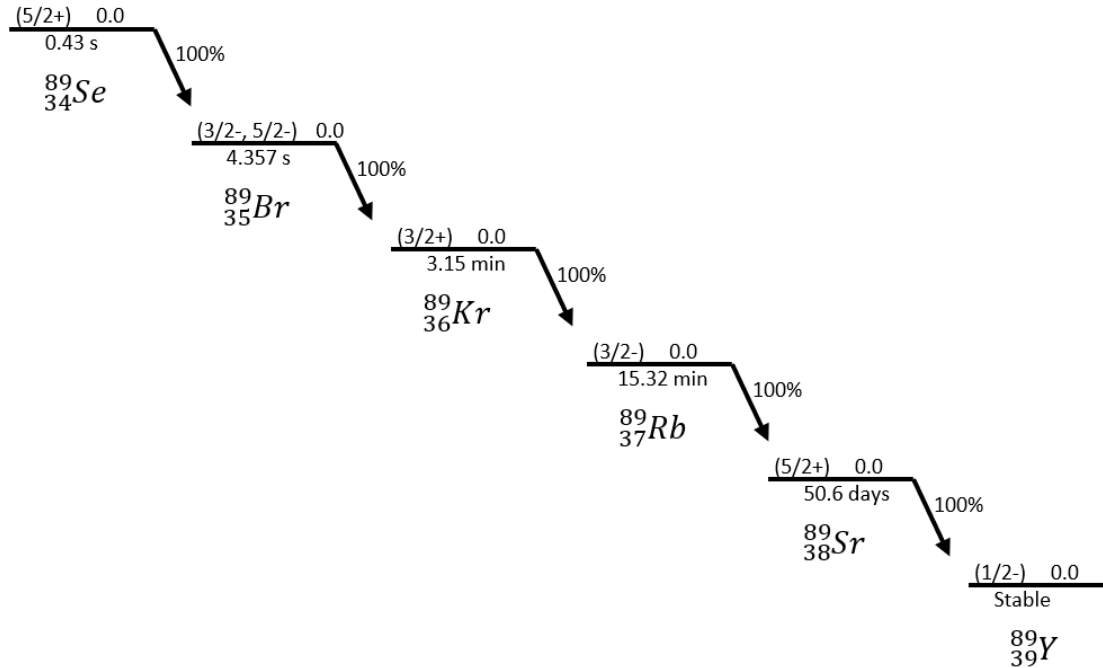 (5/2+) 0.0
0.43 s
100%
89
34Se
(3/2-, 5/2-) 0.0
4.357 s
100%
89
35Br
(3/2+) 0.0
3.15 min
100%
89
36Kr
(3/2-) 0.0
15.32 min
100%
89
37Rb
(5/2+) 0.0
50.6 days
100%
89
38Sr
(1/2-) 0.0
Stable
89
39Y